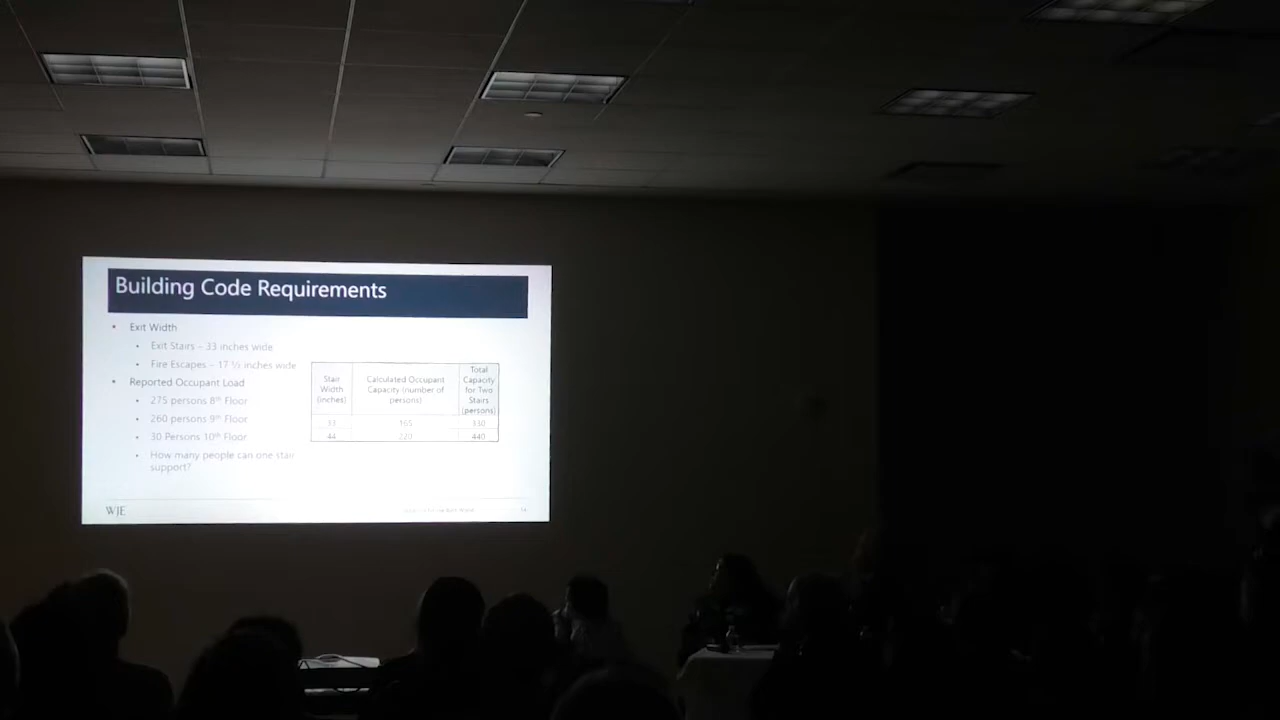 Building Code Requirements
• Exit Width
• Exit Stairs – 33 inches wide
• Fire Escapes – 17 ½ inches wide
• Reported Occupant Load
• 275 persons 8th Floor
• 260 persons 9th Floor
• 30 Persons 10th Floor
• How many people can one stair
support?
Stair
Width
(inches)
Calculated Occupant
Capacity (number of
persons)
Total
Capacity
for Two
Stairs
(persons)
33 165 330
44 220 440
WJE